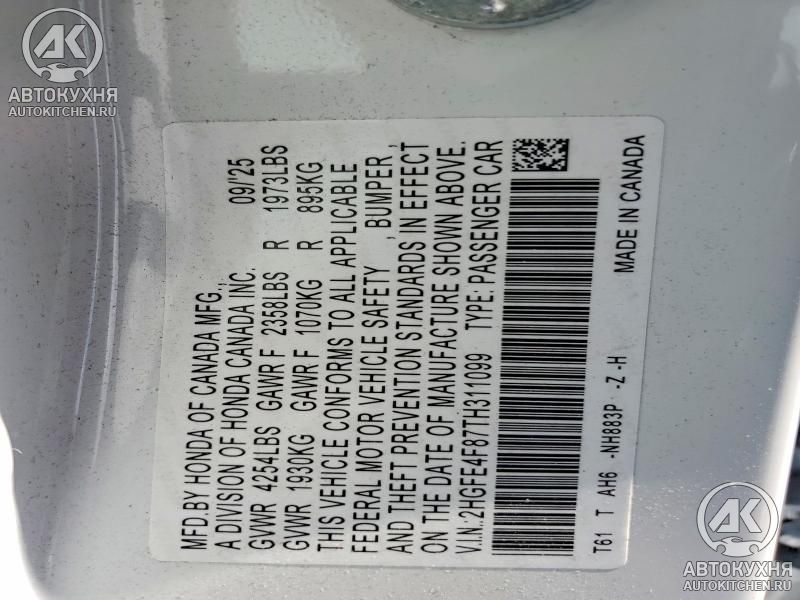 MFD.BY HONDA OF CANADA MFG.,
A DIVISION OF HONDA CANADA INC. 09/25
GVWR 4254LBS GAWR F 2358LBS R 1973LBS
GVWR 1930KG GAWR F 1070KG R 895KG
THIS VEHICLE CONFORMS TO ALL APPLICABLE
FEDERAL MOTOR VEHICLE SAFETY , BUMPER ,
AND THEFT PREVENTION STANDARDS IN EFFECT
ON THE DATE OF MANUFACTURE SHOWN ABOVE.
V.I.N.:2HGFE4F87TH311099 TYPE: PASSENGER CAR
T61 T AH6 -NH883P -Z -H MADE IN CANADA
AK
АВТОКУХНЯ
AUTOKITCHEN.RU
AK
АВТОКУХНЯ
AUTOKITCHEN.RU